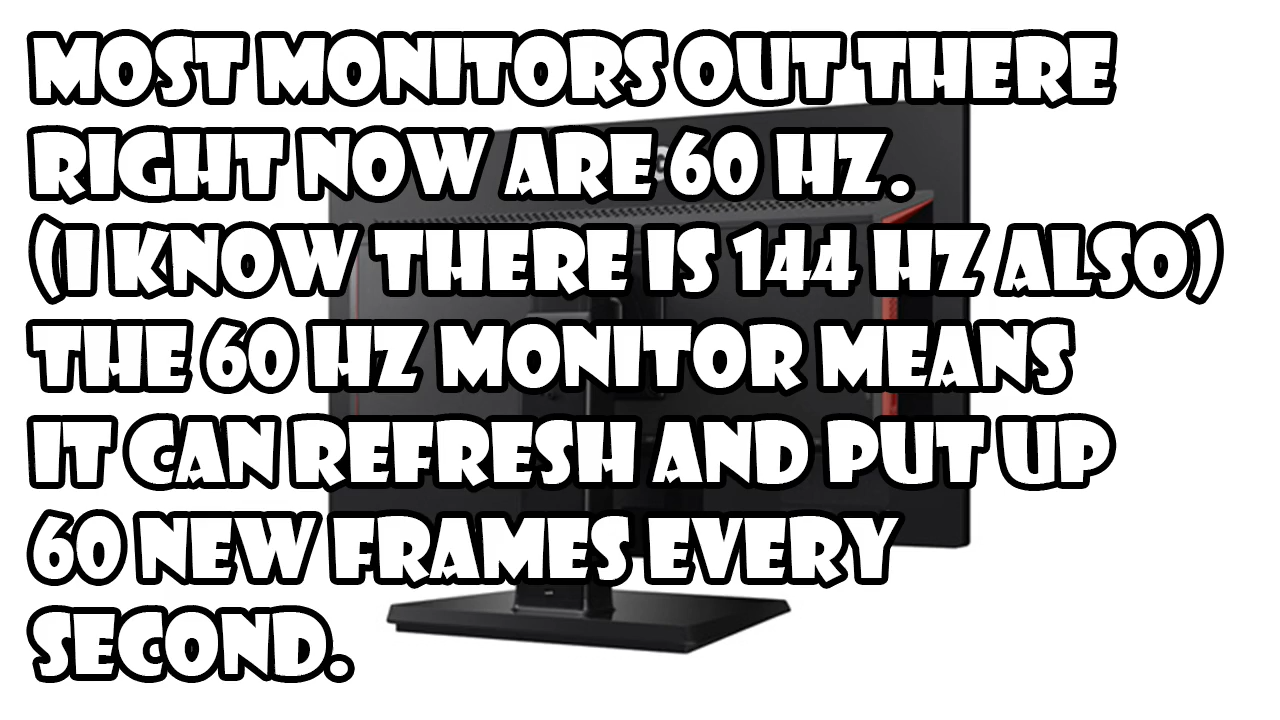 MOST MONITORS OUT THERE
RIGHT NOW ARE 60 HZ.
(I KNOW THERE IS 144 HZ ALSO)
THE 60 HZ MONITOR MEANS
IT CAN REFRESH AND PUT UP
60 NEW FRAMES EVERY
SECOND.